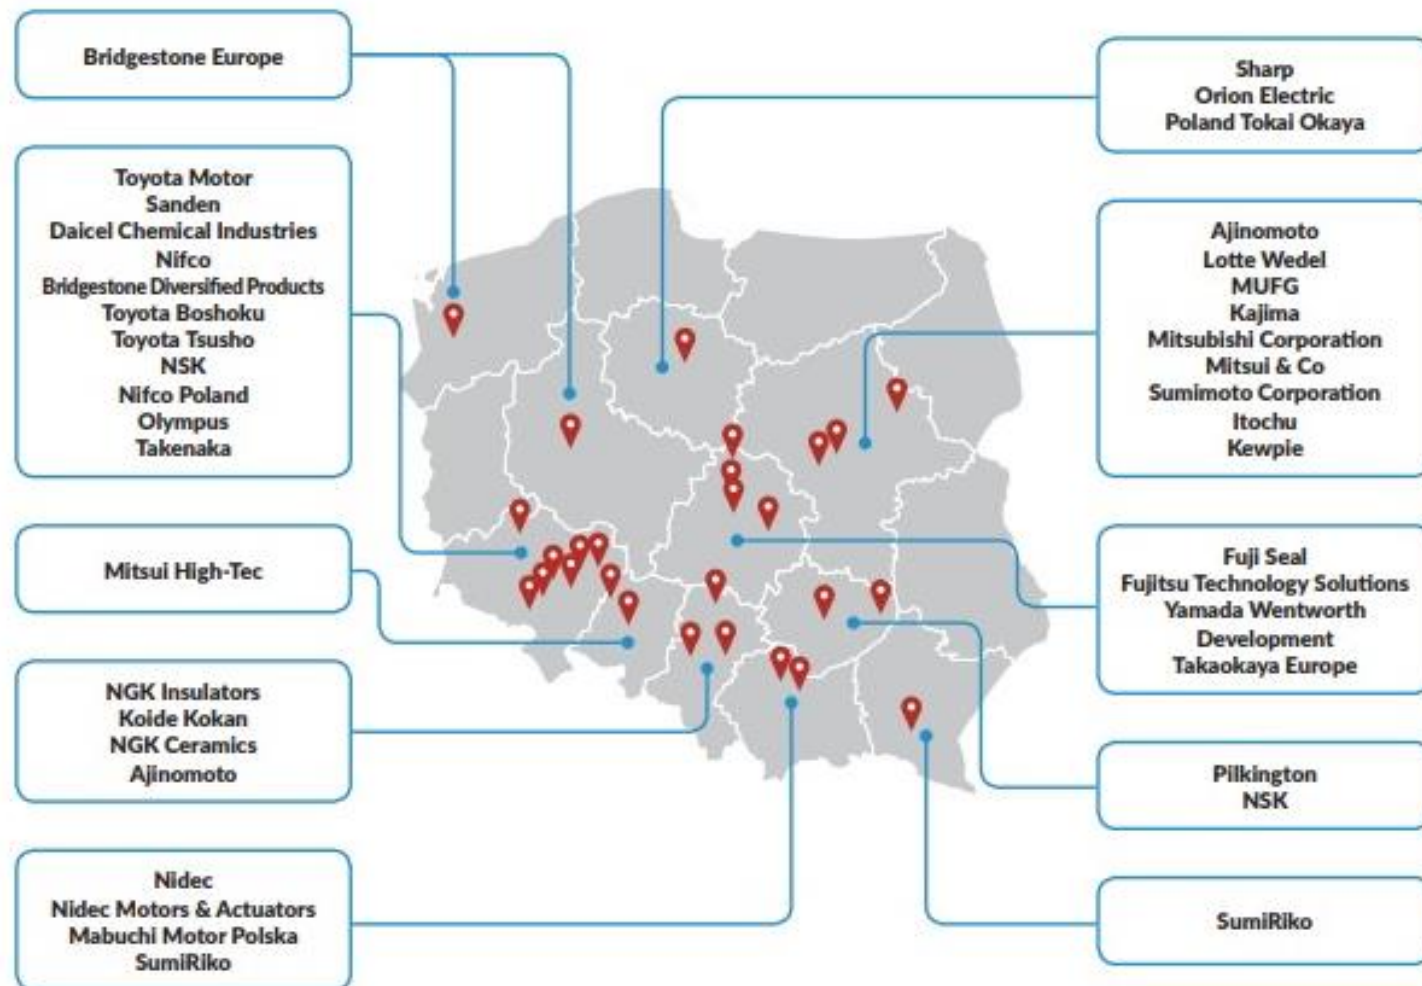 Bridgestone Europe
Toyota Motor
Sanden
Daicel Chemical Industries
Nifco
Bridgestone Diversified Products
Toyota Boshoku
Toyota Tsusho
NSK
Nifco Poland
Olympus
Takenaka
Mitsui High-Tec
NGK Insulators
Koide Kokan
NGK Ceramics
Ajinomoto
Nidec
Nidec Motors & Actuators
Mabuchi Motor Polska
SumiRiko
Sharp
Orion Electric
Poland Tokai Okaya
Ajinomoto
Lotte Wedel
MUFG
Kajima
Mitsubishi Corporation
Mitsui & Co
Sumimoto Corporation
Itochu
Kewpie
Fuji Seal
Fujitsu Technology Solutions
Yamada Wentworth
Development
Takaokaya Europe
Pilkington
NSK
SumiRiko